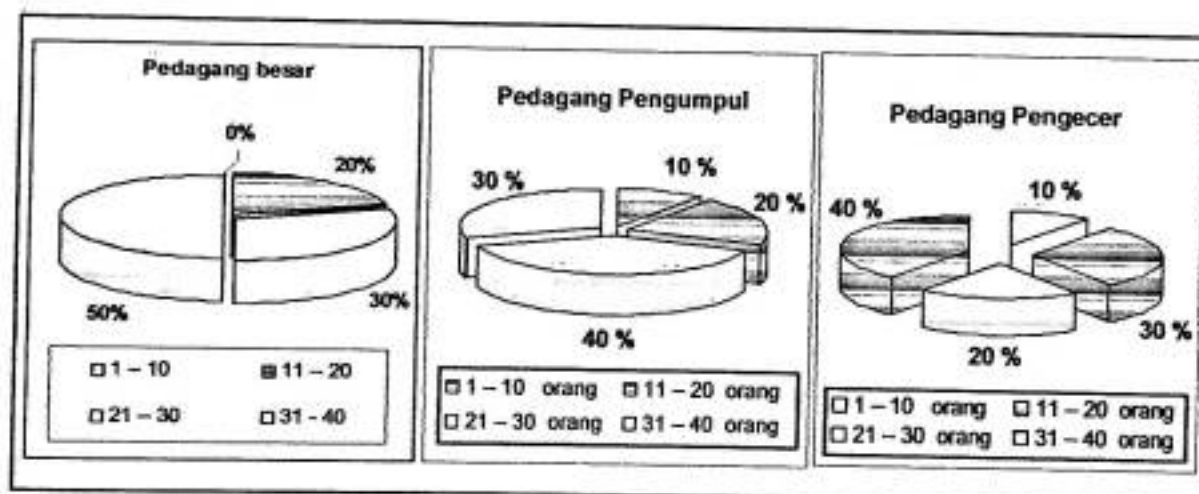 Pedagang besar
0%
20%
50%
30%
□ 1 – 10 ▤ 11 – 20
□ 21 – 30 □ 31 - 40
Pedagang Pengumpul
30 %
10 %
20 %
40 %
□ 1 – 10 orang □ 11 – 20 orang
□ 21 – 30 orang □ 31 – 40 orang
Pedagang Pengecer
40 %
10 %
20 %
30 %
□ 1 – 10 orang □ 11 – 20 orang
□ 21 – 30 orang □ 31 – 40 orang